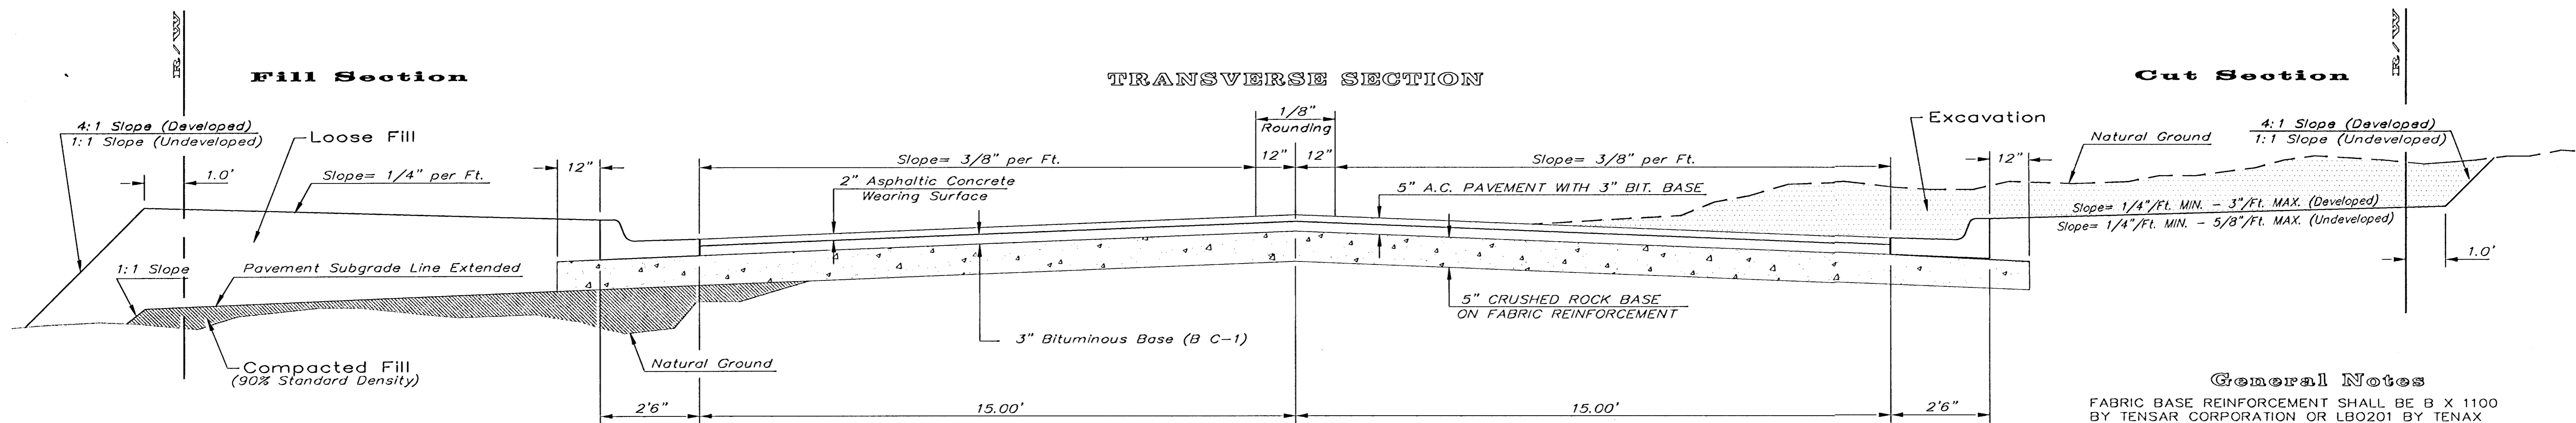 R/W
R/W
Fill Section
TRANSVERSE SECTION
Cut Section
1/8"
Rounding
4:1 Slope (Developed)
1:1 Slope (Undeveloped)
Loose Fill
Excavation
Natural Ground
4:1 Slope (Developed)
1:1 Slope (Undeveloped)
1.0'
Slope= 1/4" per Ft.
12"
Slope= 3/8" per Ft.
12"
12"
Slope= 3/8" per Ft.
12"
2" Asphaltic Concrete
Wearing Surface
5" A.C. PAVEMENT WITH 3" BIT. BASE
Slope= 1/4"/Ft. MIN. - 3"/Ft. MAX. (Developed)
Slope= 1/4"/Ft. MIN. - 5/8"/Ft. MAX. (Undeveloped)
1.0'
1:1 Slope
Pavement Subgrade Line Extended
5" CRUSHED ROCK BASE
ON FABRIC REINFORCEMENT
3" Bituminous Base (B C-1)
Compacted Fill
(90% Standard Density)
Natural Ground
2'6"
15.00'
15.00'
2'6"
General Notes
FABRIC BASE REINFORCEMENT SHALL BE B X 1100
BY TENSAR CORPORATION OR LBO201 BY TENAX